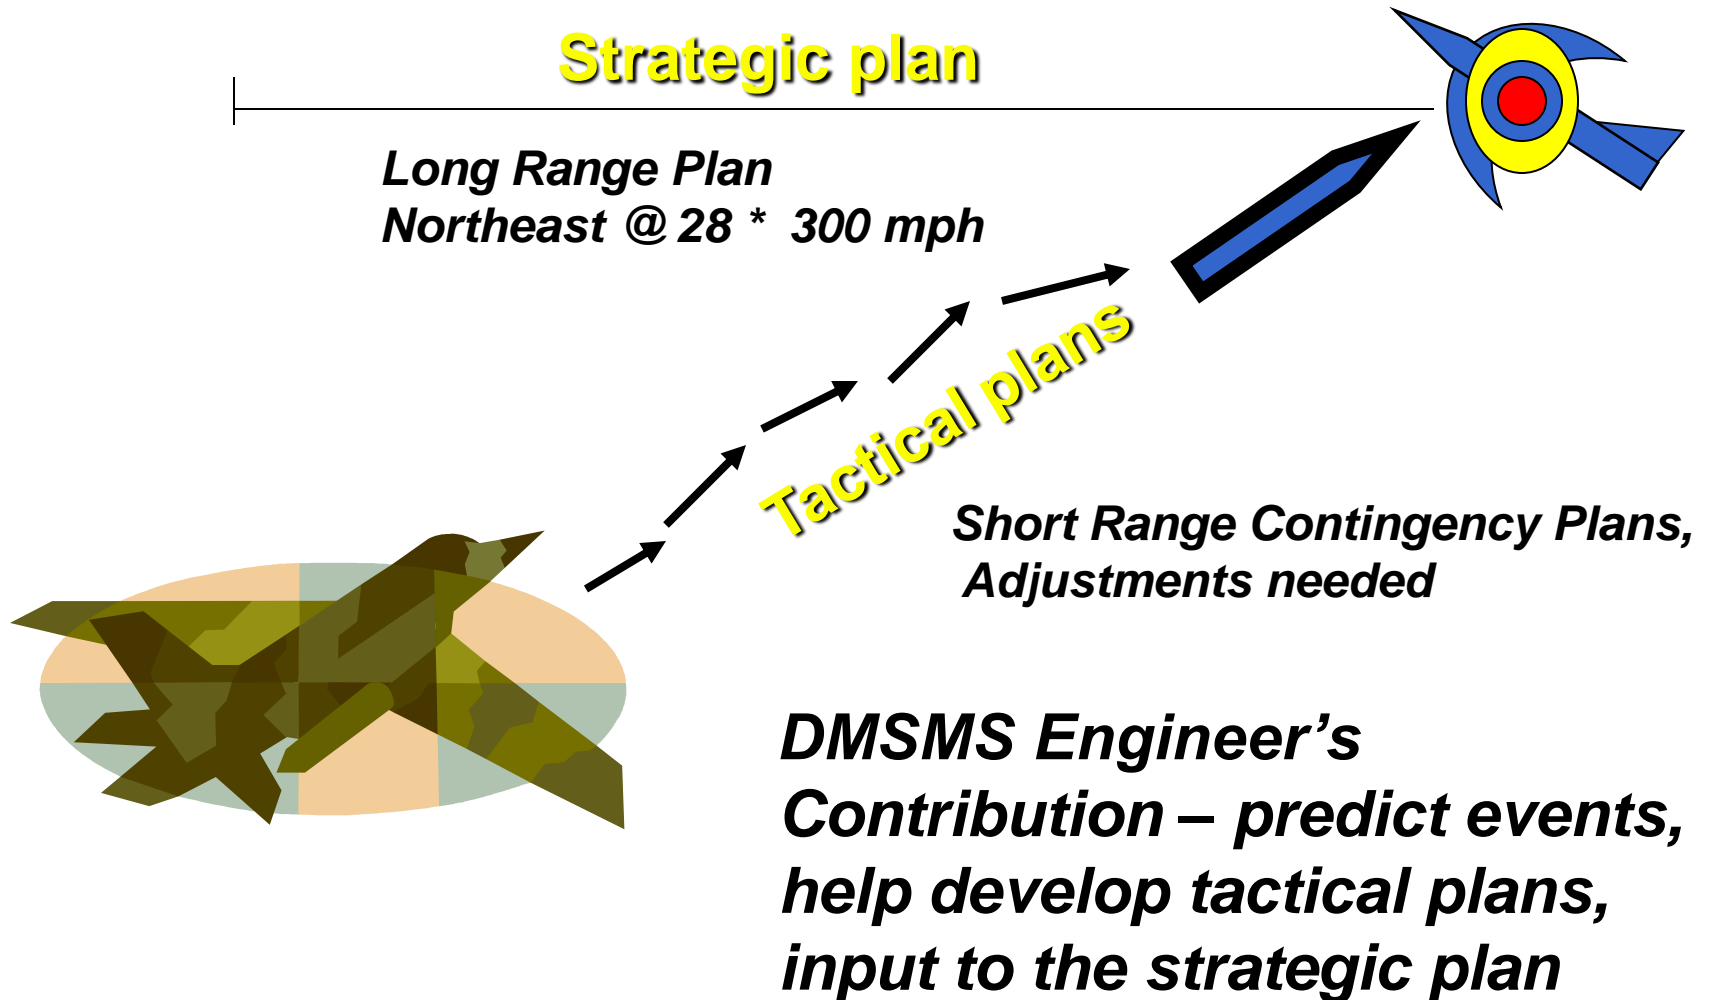 Strategic plan
Long Range Plan
Northeast @ 28 * 300 mph
Tactical plans
Short Range Contingency Plans,
Adjustments needed
DMSMS Engineer’s
Contribution – predict events,
help develop tactical plans,
input to the strategic plan